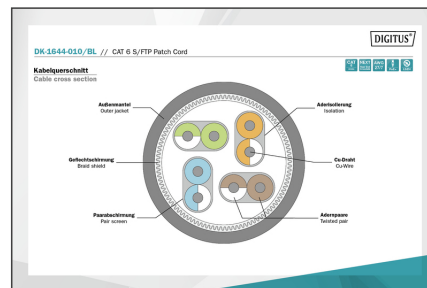 DIGITUS®
DK-1644-010/BL // CAT 6 S/FTP Patch Cord
Kabelquerschnitt
Cable cross section
Außenmantel
Outer jacket
Aderisolierung
Isolation
Geflechtschirmung
Braid shield
Cu-Draht
Cu-Wire
Paarabschirmung
Pair screen
Adernpaare
Twisted pair